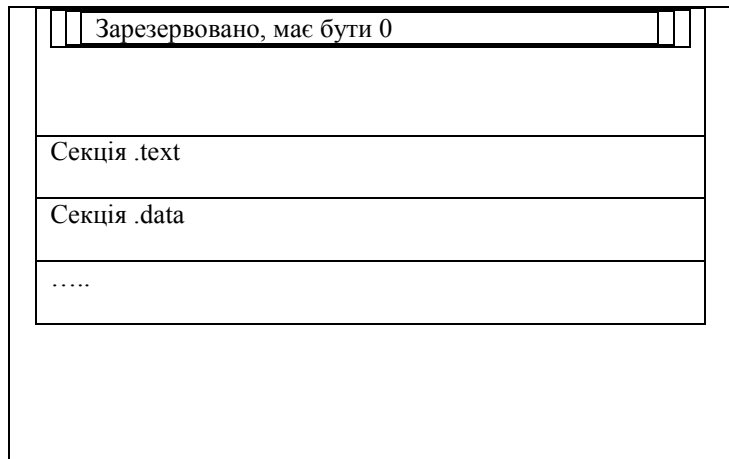 Зарезервовано, має бути 0
Секція .text
Секція .data
…..